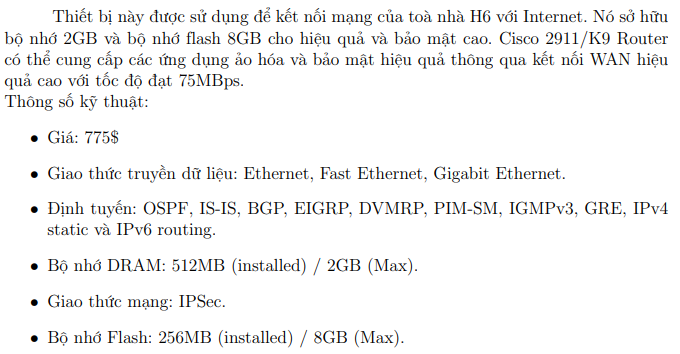 Thiết bị này được sử dụng để kết nối mạng của toà nhà H6 với Internet. Nó sở hữu
bộ nhớ 2GB và bộ nhớ flash 8GB cho hiệu quả và bảo mật cao. Cisco 2911/K9 Router
có thể cung cấp các ứng dụng ảo hóa và bảo mật hiệu quả thông qua kết nối WAN hiệu
quả cao với tốc độ đạt 75MBps.
Thông số kỹ thuật:
• Giá: 775$
• Giao thức truyền dữ liệu: Ethernet, Fast Ethernet, Gigabit Ethernet.
• Định tuyến: OSPF, IS-IS, BGP, EIGRP, DVMRP, PIM-SM, IGMPv3, GRE, IPv4
static và IPv6 routing.
• Bộ nhớ DRAM: 512MB (installed) / 2GB (Max).
• Giao thức mạng: IPSec.
• Bộ nhớ Flash: 256MB (installed) / 8GB (Max).